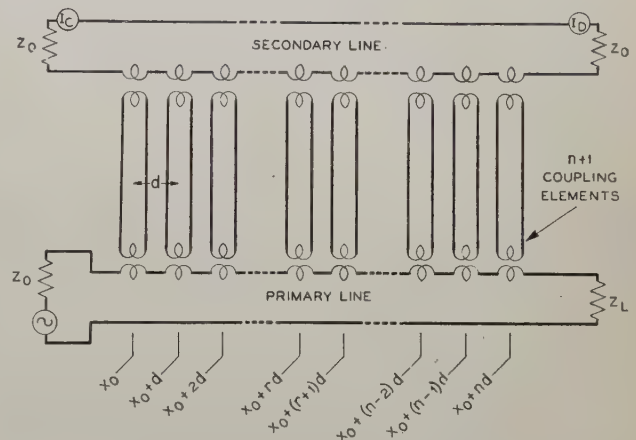 I_C
I_D
Z_0
SECONDARY LINE.
Z_0
d
n+1
COUPLING
ELEMENTS
Z_0
PRIMARY LINE
Z_L
X_0
X_0+d
X_0+2d
X_0+rd
X_0+(r+1)d
X_0+(n-2)d
X_0+(n-1)d
X_0+nd